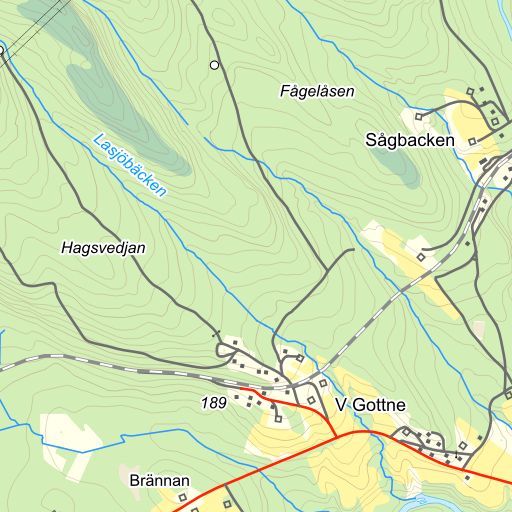 Fågelåsen
Sågbacken
Lasjöbäcken
Hagsvedjan
189
V Gottne
Brännan